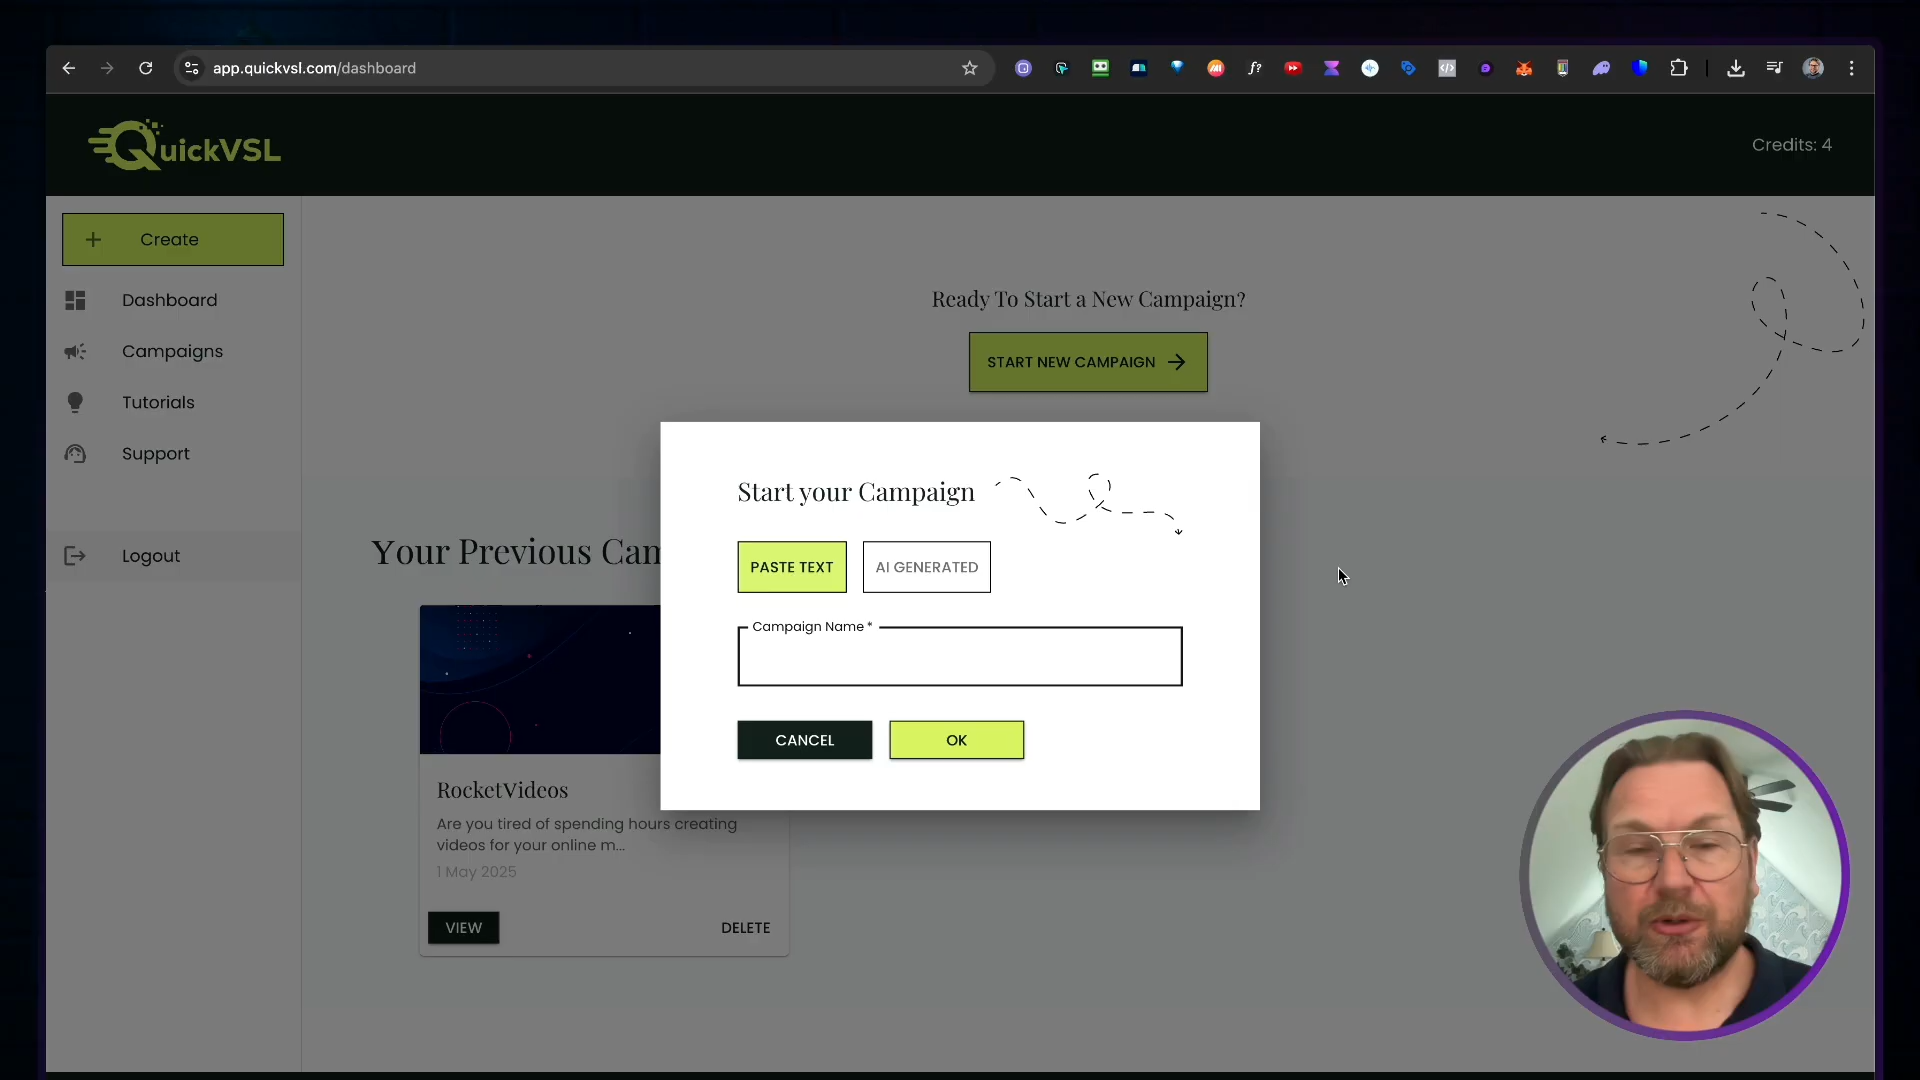 app.quickvsl.com/dashboard
QuickVSL
Credits: 4
Create
Dashboard
Campaigns
Tutorials
Support
Logout
Ready To Start a New Campaign?
START NEW CAMPAIGN
Your Previous Cam
Start your Campaign
PASTE TEXT
AI GENERATED
Campaign Name *
CANCEL
OK
RocketVideos
Are you tired of spending hours creating
videos for your online m...
1 May 2025
VIEW
DELETE